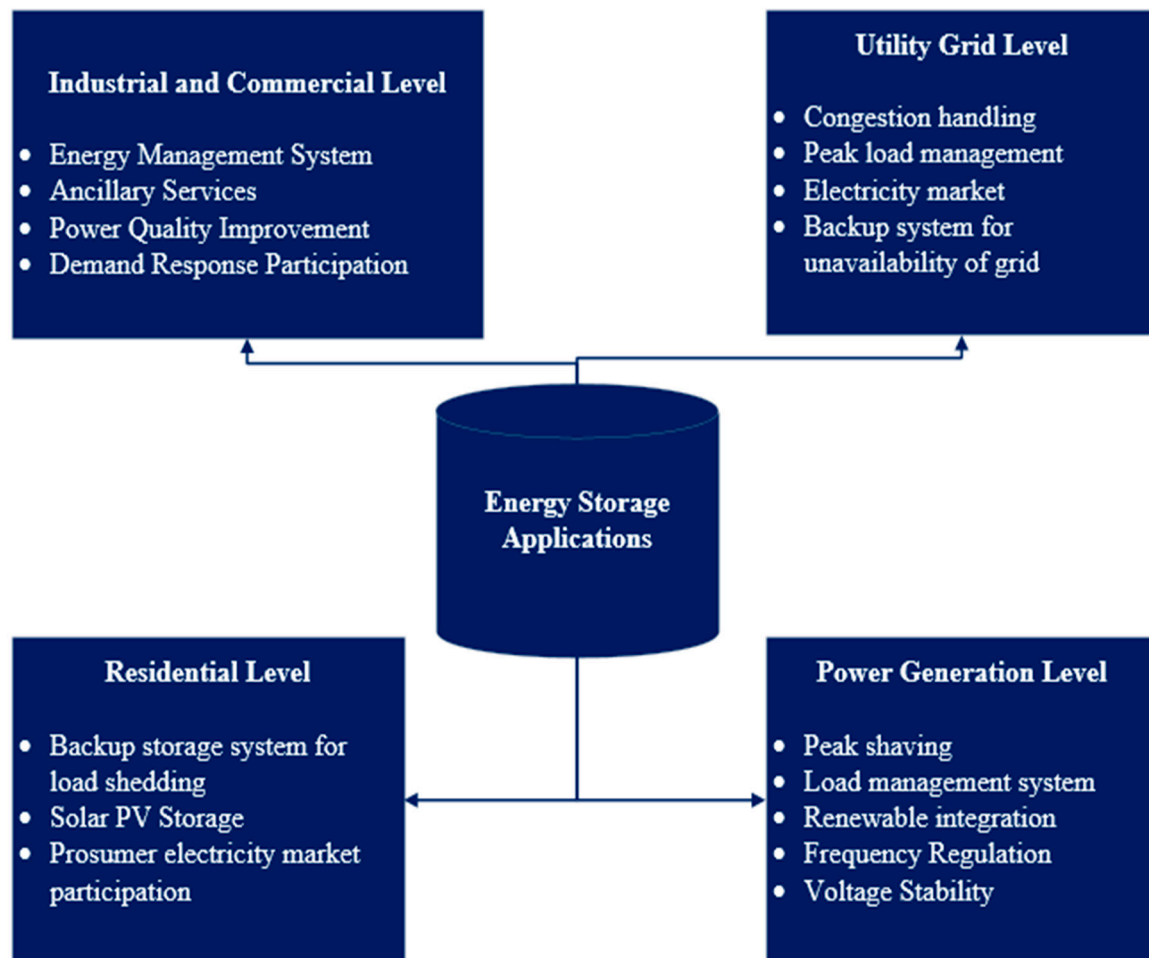 Industrial and Commercial Level
• Energy Management System
• Ancillary Services
• Power Quality Improvement
• Demand Response Participation
Utility Grid Level
• Congestion handling
• Peak load management
• Electricity market
• Backup system for
unavailability of grid
Energy Storage
Applications
Residential Level
• Backup storage system for
load shedding
• Solar PV Storage
• Prosumer electricity market
participation
Power Generation Level
• Peak shaving
• Load management system
• Renewable integration
• Frequency Regulation
• Voltage Stability